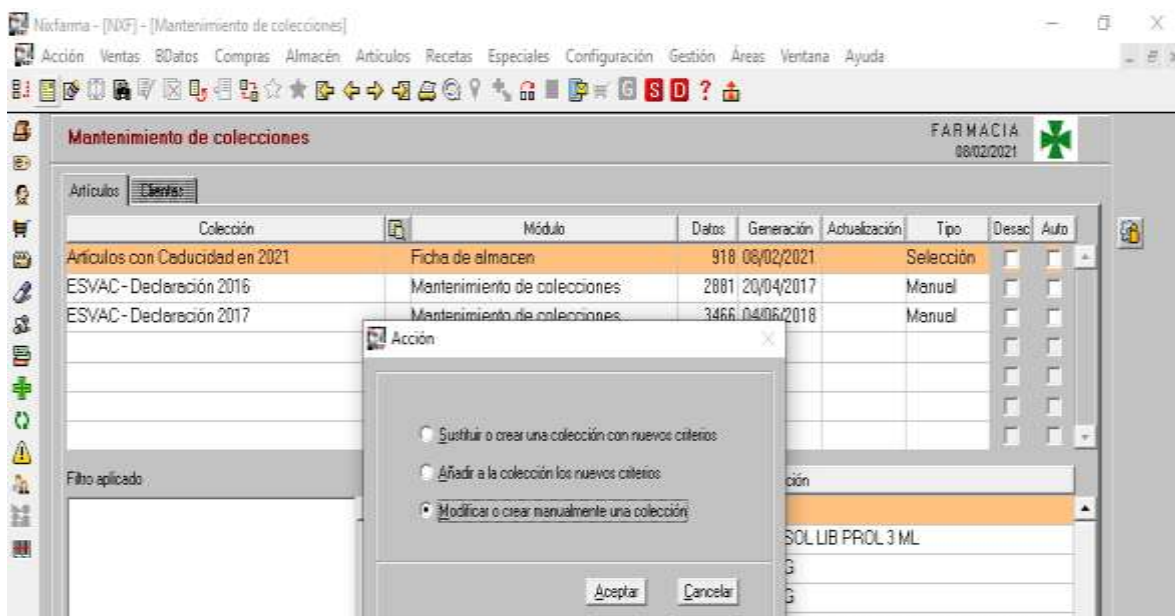 Nixfarma - [NXF] - [Mantenimiento de colecciones]
Acción Ventas BDatos Compras Almacén Artículos Recetas Especiales Configuración Gestión Áreas Ventana Ayuda
G S D ?
Mantenimiento de colecciones
FARMACIA
08/02/2021
Artículos Clientes
Colección Módulo Datos Generación Actualización Tipo Desac Auto
Artículos con Caducidad en 2021 Ficha de almacen 918 08/02/2021 Selección
ESVAC - Declaración 2016 Mantenimiento de colecciones 2881 20/04/2017 Manual
ESVAC - Declaración 2017 Mantenimiento de colecciones 3466 04/06/2018 Manual
Acción
Sustituir o crear una colección con nuevos criterios
Añadir a la colección los nuevos criterios
Modificar o crear manualmente una colección
Aceptar Cancelar
Filtro aplicado
ción
SOL LIB PROL 3 ML
G
G